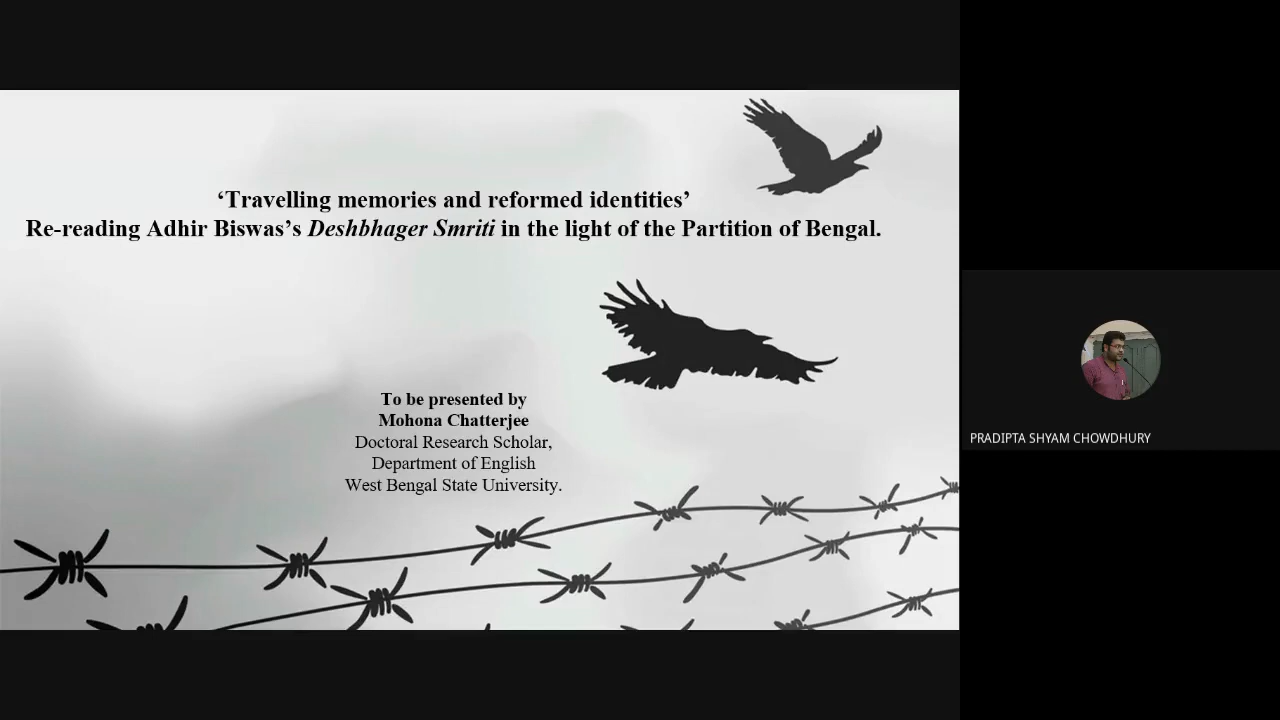 ‘Travelling memories and reformed identities’
Re-reading Adhir Biswas’s Deshbhager Smriti in the light of the Partition of Bengal.
To be presented by
Mohona Chatterjee
Doctoral Research Scholar,
Department of English
West Bengal State University.
PRADIPTA SHYAM CHOWDHURY